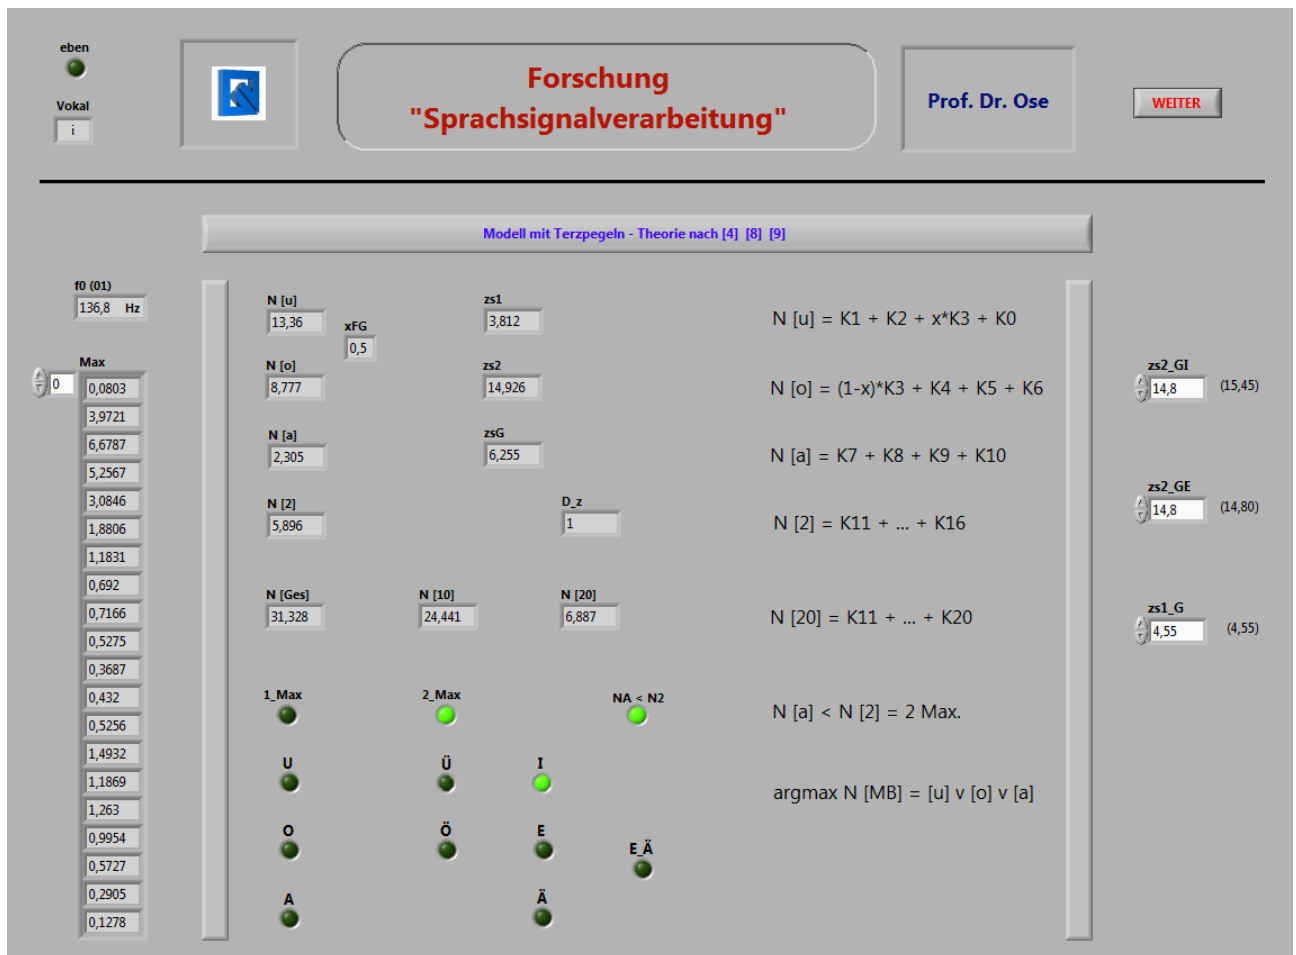 eben
Vokal
i
Forschung
"Sprachsignalverarbeitung"
Prof. Dr. Ose
WEITER
Modell mit Terzpegeln - Theorie nach [4] [8] [9]
f0 (01)
136,8 Hz
Max
0
0,0803
3,9721
6,6787
5,2567
3,0846
1,8806
1,1831
0,692
0,7166
0,5275
0,3687
0,432
0,5256
1,4932
1,1869
1,263
0,9954
0,5727
0,2905
0,1278
N [u]
13,36
xFG
0,5
zs1
3,812
N [u] = K1 + K2 + x*K3 + K0
N [o]
8,777
zs2
14,926
N [o] = (1-x)*K3 + K4 + K5 + K6
N [a]
2,305
zsG
6,255
N [a] = K7 + K8 + K9 + K10
N [2]
5,896
D_z
1
N [2] = K11 + ... + K16
N [Ges]
31,328
N [10]
24,441
N [20]
6,887
N [20] = K11 + ... + K20
1_Max
2_Max
NA < N2
N [a] < N [2] = 2 Max.
U
Ü
I
argmax N [MB] = [u] v [o] v [a]
O
Ö
E
E_Ä
A
Ä
zs2_GI
14,8 (15,45)
zs2_GE
14,8 (14,80)
zs1_G
4,55 (4,55)